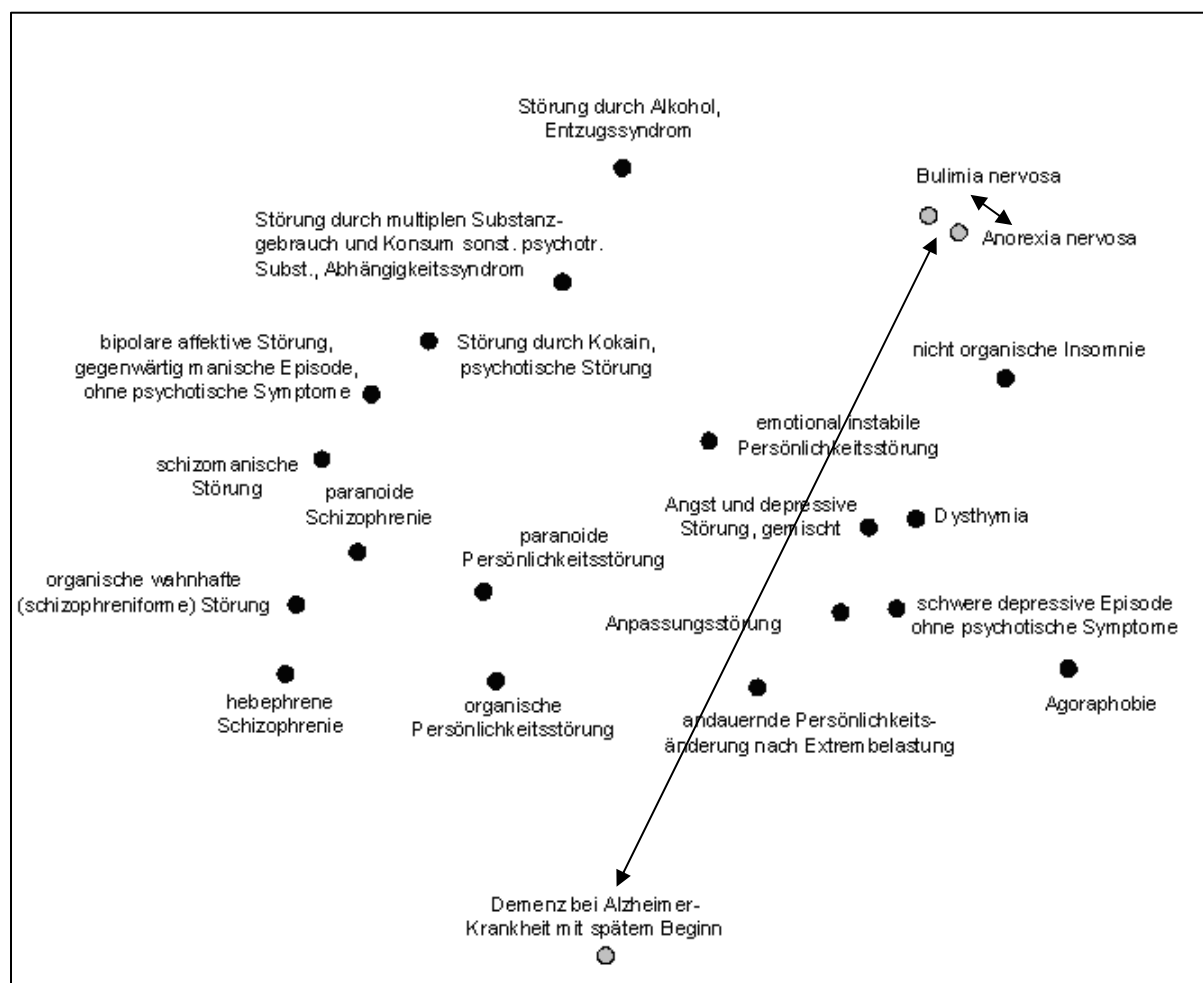 Störung durch Alkohol,
Entzugssyndrom
Bulimia nervosa
Anorexia nervosa
Störung durch multiplen Substanz-
gebrauch und Konsum sonst. psychotr.
Subst., Abhängigkeitssyndrom
bipolare affektive Störung,
gegenwärtig manische Episode,
ohne psychotische Symptome
Störung durch Kokain,
psychotische Störung
nicht organische Insomnie
emotional instabile
Persönlichkeitsstörung
schizomanische
Störung
paranoide
Schizophrenie
Angst und depressive
Störung, gemischt
Dysthymia
paranoide
Persönlichkeitsstörung
organische wahnhafte
(schizophreniforme) Störung
Anpassungsstörung
schwere depressive Episode
ohne psychotische Symptome
hebephrene
Schizophrenie
organische
Persönlichkeitsstörung
andauernde Persönlichkeits-
änderung nach Extrembelastung
Agoraphobie
Demenz bei Alzheimer-
Krankheit mit spätem Beginn